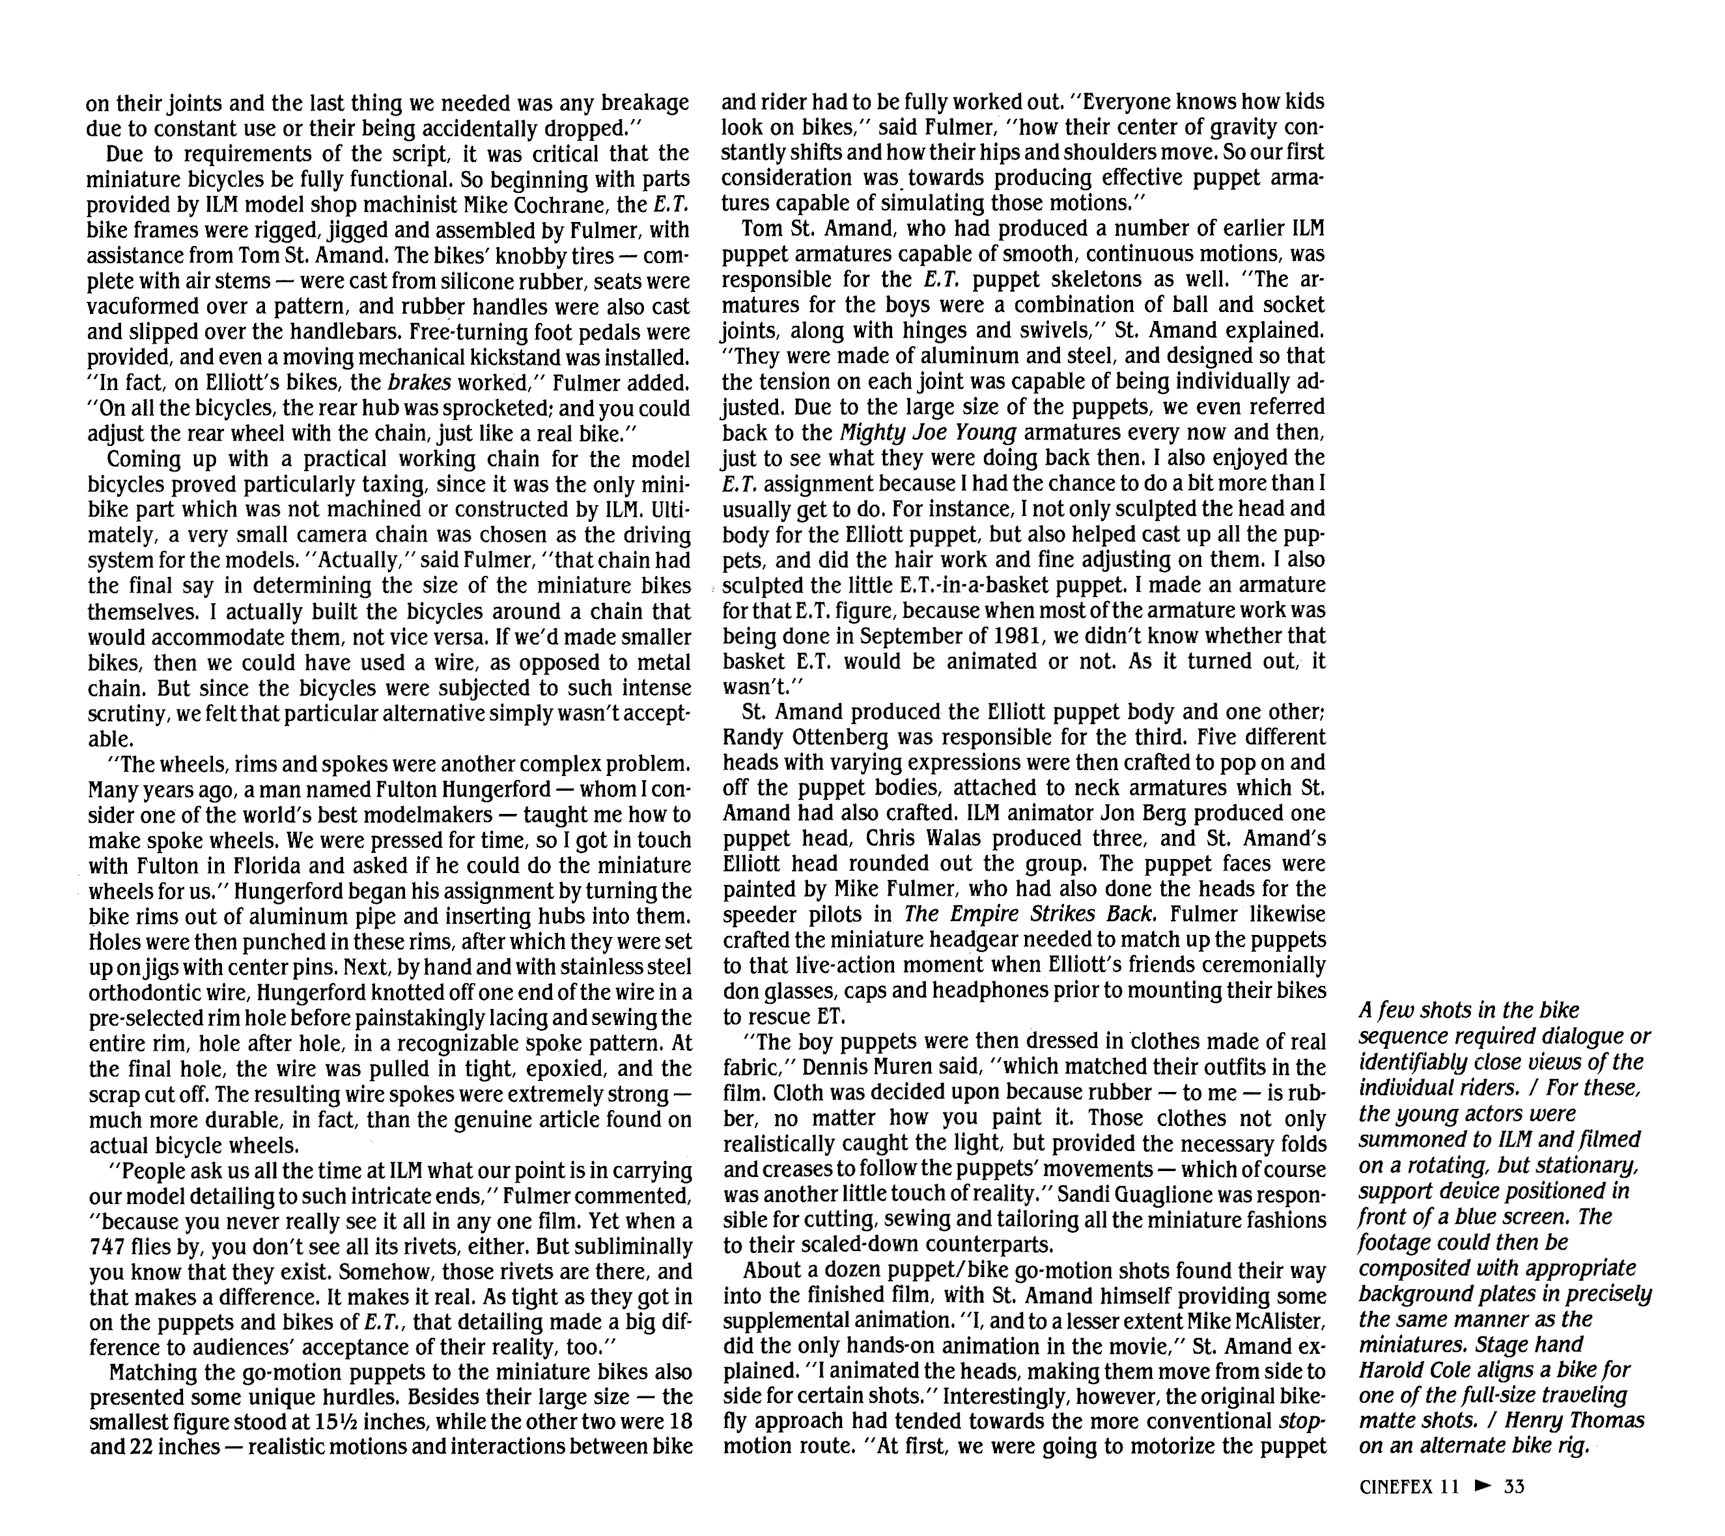 on their joints and the last thing we needed was any breakage
due to constant use or their being accidentally dropped.''
Due to requirements of the script, it was critical that the
miniature bicycles be fully functional. So beginning with parts
provided by ILM model shop machinist Mike Cochrane, the E.T.
bike frames were rigged, jigged and assembled by Fulmer, with
assistance from Tom St. Amand. The bikes' knobby tires — com-
plete with air stems — were cast from silicone rubber, seats were
vacuformed over a pattern, and rubber handles were also cast
and slipped over the handlebars. Free-turning foot pedals were
provided, and even a moving mechanical kickstand was installed.
''In fact, on Elliott's bikes, the brakes worked,'' Fulmer added.
''On all the bicycles, the rear hub was sprocketed; and you could
adjust the rear wheel with the chain, just like a real bike.''
Coming up with a practical working chain for the model
bicycles proved particularly taxing, since it was the only mini-
bike part which was not machined or constructed by ILM. Ulti-
mately, a very small camera chain was chosen as the driving
system for the models. ''Actually,'' said Fulmer, ''that chain had
the final say in determining the size of the miniature bikes
themselves. I actually built the bicycles around a chain that
would accommodate them, not vice versa. If we'd made smaller
bikes, then we could have used a wire, as opposed to metal
chain. But since the bicycles were subjected to such intense
scrutiny, we felt that particular alternative simply wasn't accept-
able.
''The wheels, rims and spokes were another complex problem.
Many years ago, a man named Fulton Hungerford — whom I con-
sider one of the world's best modelmakers — taught me how to
make spoke wheels. We were pressed for time, so I got in touch
with Fulton in Florida and asked if he could do the miniature
wheels for us.'' Hungerford began his assignment by turning the
bike rims out of aluminum pipe and inserting hubs into them.
Holes were then punched in these rims, after which they were set
up on jigs with center pins. Next, by hand and with stainless steel
orthodontic wire, Hungerford knotted off one end of the wire in a
pre-selected rim hole before painstakingly lacing and sewing the
entire rim, hole after hole, in a recognizable spoke pattern. At
the final hole, the wire was pulled in tight, epoxied, and the
scrap cut off. The resulting wire spokes were extremely strong —
much more durable, in fact, than the genuine article found on
actual bicycle wheels.
''People ask us all the time at ILM what our point is in carrying
our model detailing to such intricate ends,'' Fulmer commented,
''because you never really see it all in any one film. Yet when a
747 flies by, you don't see all its rivets, either. But subliminally
you know that they exist. Somehow, those rivets are there, and
that makes a difference. It makes it real. As tight as they got in
on the puppets and bikes of E.T., that detailing made a big dif-
ference to audiences' acceptance of their reality, too.''
Matching the go-motion puppets to the miniature bikes also
presented some unique hurdles. Besides their large size — the
smallest figure stood at 15½ inches, while the other two were 18
and 22 inches — realistic motions and interactions between bike
and rider had to be fully worked out. ''Everyone knows how kids
look on bikes,'' said Fulmer, ''how their center of gravity con-
stantly shifts and how their hips and shoulders move. So our first
consideration was towards producing effective puppet arma-
tures capable of simulating those motions.''
Tom St. Amand, who had produced a number of earlier ILM
puppet armatures capable of smooth, continuous motions, was
responsible for the E.T. puppet skeletons as well. ''The ar-
matures for the boys were a combination of ball and socket
joints, along with hinges and swivels,'' St. Amand explained.
''They were made of aluminum and steel, and designed so that
the tension on each joint was capable of being individually ad-
justed. Due to the large size of the puppets, we even referred
back to the Mighty Joe Young armatures every now and then,
just to see what they were doing back then. I also enjoyed the
E.T. assignment because I had the chance to do a bit more than I
usually get to do. For instance, I not only sculpted the head and
body for the Elliott puppet, but also helped cast up all the pup-
pets, and did the hair work and fine adjusting on them. I also
sculpted the little E.T.-in-a-basket puppet. I made an armature
for that E.T. figure, because when most of the armature work was
being done in September of 1981, we didn't know whether that
basket E.T. would be animated or not. As it turned out, it
wasn't.''
St. Amand produced the Elliott puppet body and one other;
Randy Ottenberg was responsible for the third. Five different
heads with varying expressions were then crafted to pop on and
off the puppet bodies, attached to neck armatures which St.
Amand had also crafted. ILM animator Jon Berg produced one
puppet head, Chris Walas produced three, and St. Amand's
Elliott head rounded out the group. The puppet faces were
painted by Mike Fulmer, who had also done the heads for the
speeder pilots in The Empire Strikes Back. Fulmer likewise
crafted the miniature headgear needed to match up the puppets
to that live-action moment when Elliott's friends ceremonially
don glasses, caps and headphones prior to mounting their bikes
to rescue ET.
''The boy puppets were then dressed in clothes made of real
fabric,'' Dennis Muren said, ''which matched their outfits in the
film. Cloth was decided upon because rubber — to me — is rub-
ber, no matter how you paint it. Those clothes not only
realistically caught the light, but provided the necessary folds
and creases to follow the puppets' movements — which of course
was another little touch of reality.'' Sandi Guaglione was respon-
sible for cutting, sewing and tailoring all the miniature fashions
to their scaled-down counterparts.
About a dozen puppet/bike go-motion shots found their way
into the finished film, with St. Amand himself providing some
supplemental animation. ''I, and to a lesser extent Mike McAlister,
did the only hands-on animation in the movie,'' St. Amand ex-
plained. ''I animated the heads, making them move from side to
side for certain shots.'' Interestingly, however, the original bike-
fly approach had tended towards the more conventional stop-
motion route. ''At first, we were going to motorize the puppet
A few shots in the bike
sequence required dialogue or
identifiably close views of the
individual riders. / For these,
the young actors were
summoned to ILM and filmed
on a rotating, but stationary,
support device positioned in
front of a blue screen. The
footage could then be
composited with appropriate
background plates in precisely
the same manner as the
miniatures. Stage hand
Harold Cole aligns a bike for
one of the full-size traveling
matte shots. / Henry Thomas
on an alternate bike rig.
CINEFEX 11 ► 33